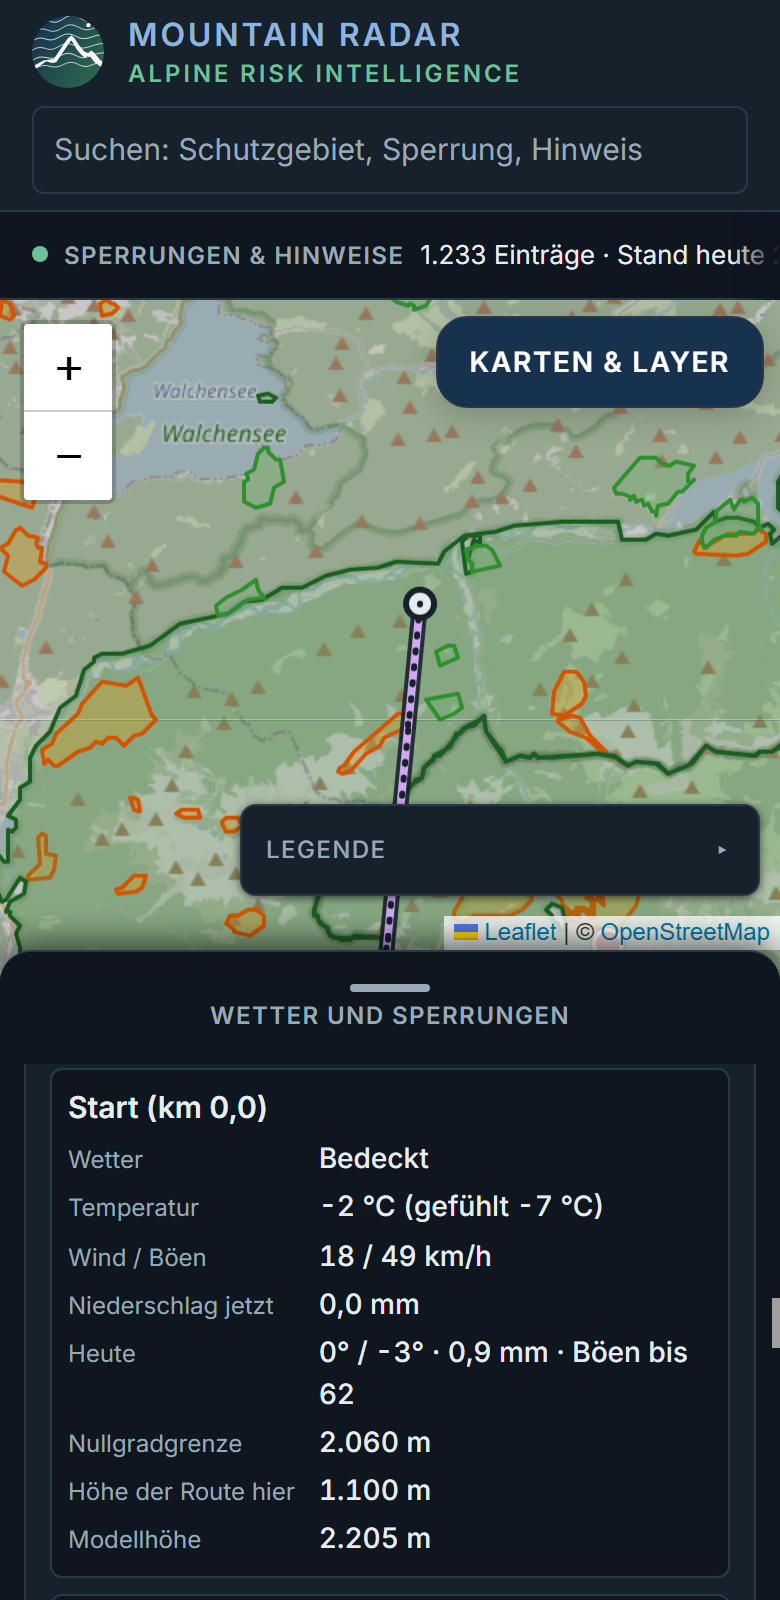 MOUNTAIN RADAR
ALPINE RISK INTELLIGENCE
Suchen: Schutzgebiet, Sperrung, Hinweis
SPERRUNGEN & HINWEISE 1.233 Einträge · Stand heute
+
KARTEN & LAYER
−
Walchensee
Walchensee
LEGENDE
Leaflet | © OpenStreetMap
WETTER UND SPERRUNGEN
Start (km 0,0)
Wetter Bedeckt
Temperatur -2 °C (gefühlt -7 °C)
Wind / Böen 18 / 49 km/h
Niederschlag jetzt 0,0 mm
Heute 0° / -3° · 0,9 mm · Böen bis
62
Nullgradgrenze 2.060 m
Höhe der Route hier 1.100 m
Modellhöhe 2.205 m